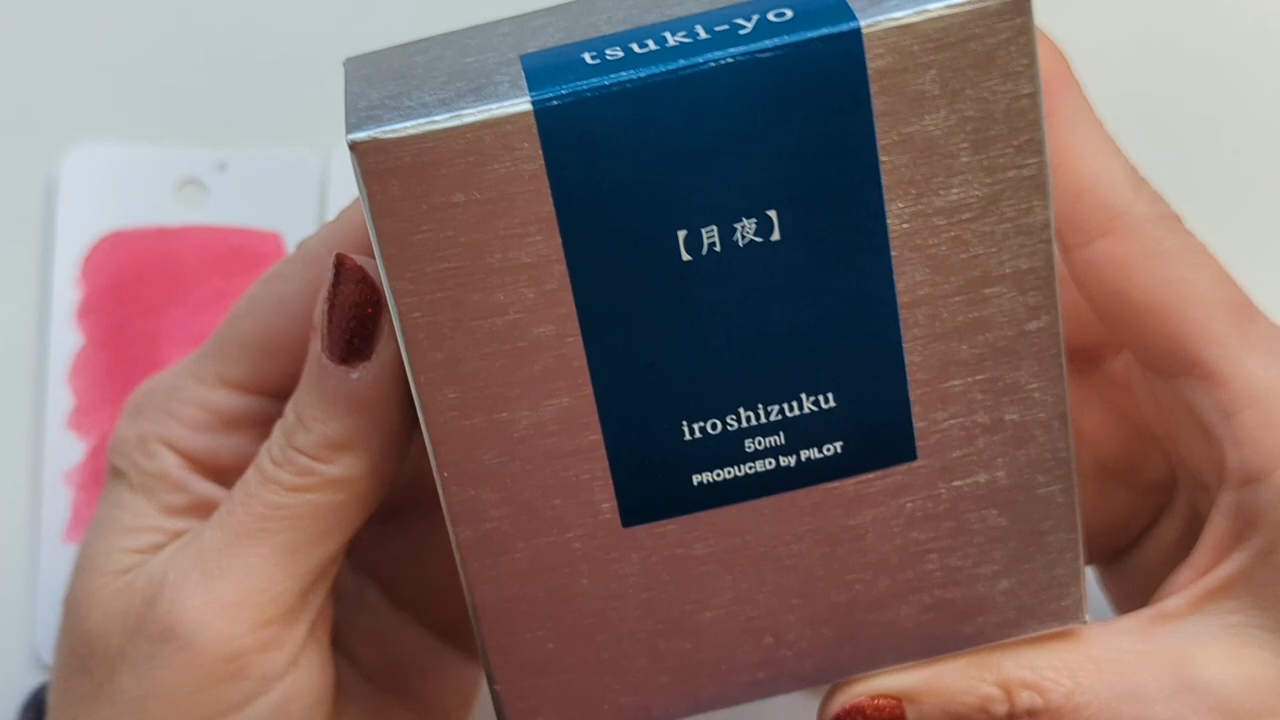 tsuki-yo
【月夜】
iroshizuku
50ml
PRODUCED by PILOT